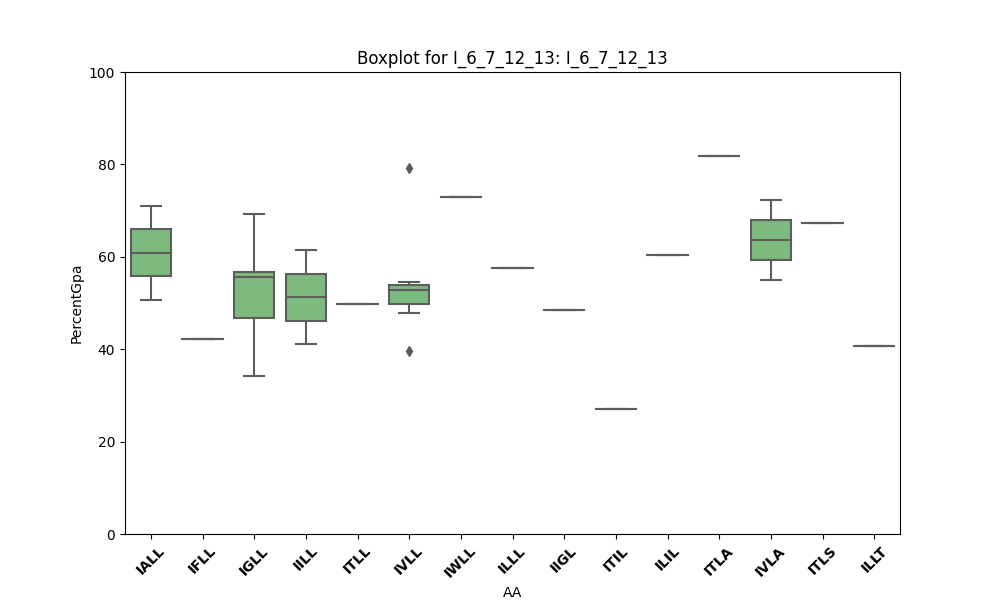 Boxplot for I_6_7_12_13: I_6_7_12_13
100
80
60
40
20
0
PercentGpa
IALL
IFLL
IGLL
IILL
ITLL
IVLL
IWLL
ILLL
IIGL
ITIL
ILIL
ITLA
IVLA
ITLS
ILLT
AA